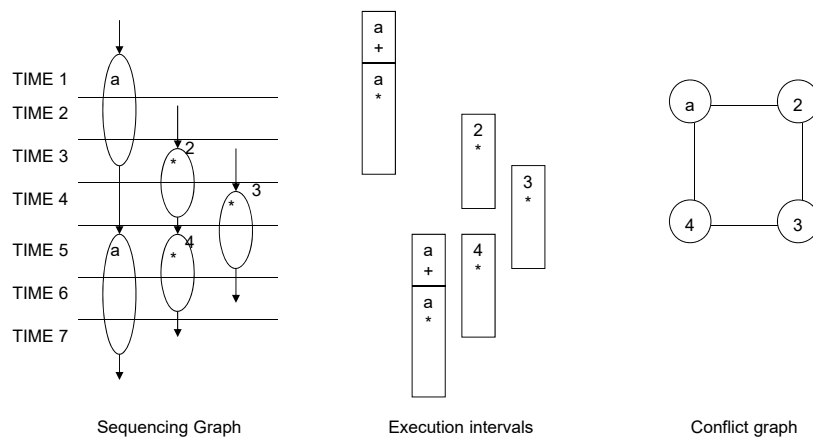 TIME 1
TIME 2
TIME 3
TIME 4
TIME 5
TIME 6
TIME 7
a
2
*
3
*
a
4
*
Sequencing Graph
a
+
a
*
2
*
3
*
a
+
a
*
4
*
Execution intervals
a
2
4
3
Conflict graph